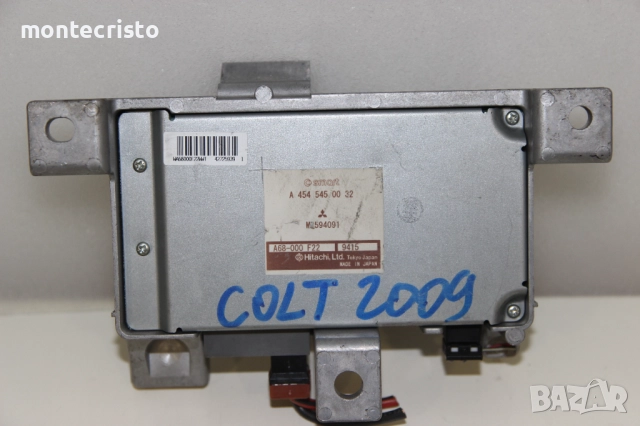 montecristo
smart
A 454 545 00 32
A68-000 F22 9415
Hitachi, Ltd. Tokyo Japan
MADE IN JAPAN
COLT 2009
BAZAR